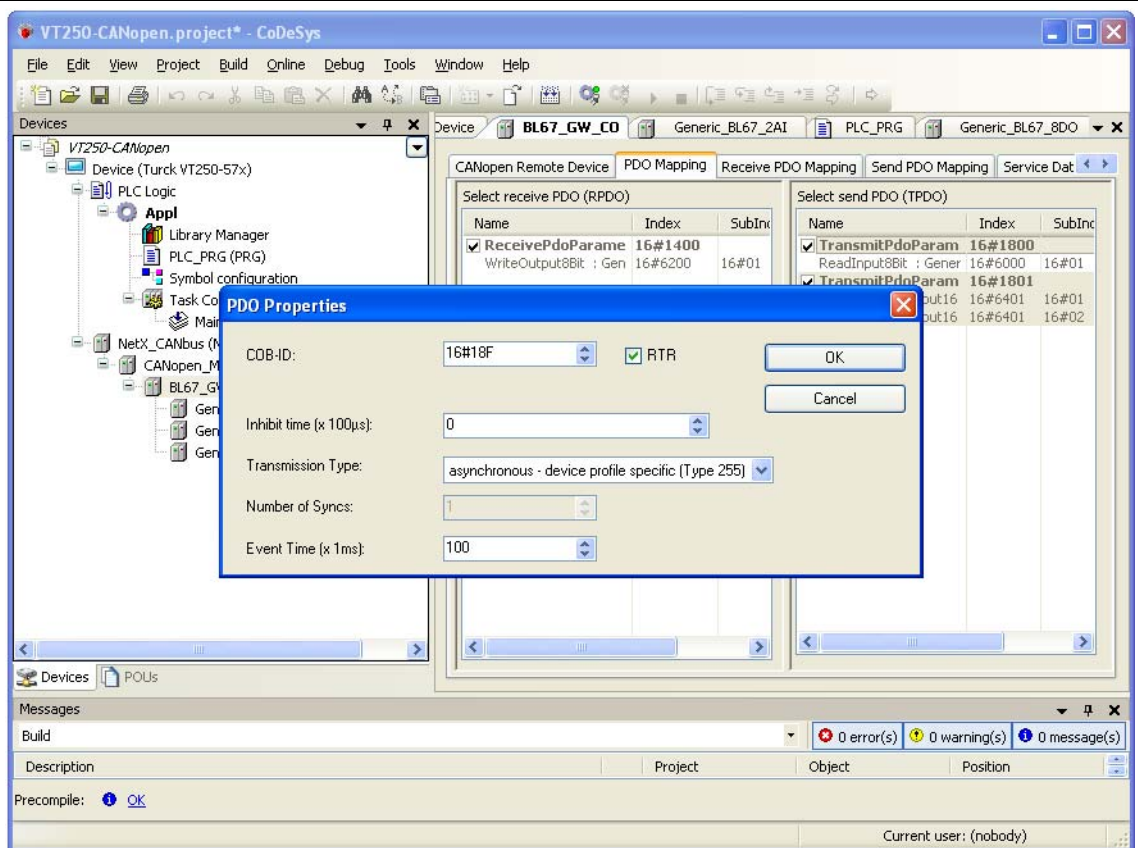 VT250-CANopen.project* - CoDeSys
File Edit View Project Build Online Debug Tools Window Help
Devices
VT250-CANopen
Device (Turck VT250-57x)
PLC Logic
Appl
Library Manager
PLC_PRG (PRG)
Symbol configuration
Task Co
Mair
NetX_CANbus (N
CANopen_M
BL67_GW
Gen
Gen
Gen
Devices POUs
Device BL67_GW_CO Generic_BL67_2AI PLC_PRG Generic_BL67_8DO
CANopen Remote Device PDO Mapping Receive PDO Mapping Send PDO Mapping Service Dat
Select receive PDO (RPDO)
Name Index SubInd
ReceivePdoParame 16#1400
WriteOutput8Bit : Gen 16#6200 16#01
Select send PDO (TPDO)
Name Index SubInd
TransmitPdoParam 16#1800
ReadInput8Bit : Gener 16#6000 16#01
TransmitPdoParam 16#1801
out16 16#6401 16#01
out16 16#6401 16#02
PDO Properties
COB-ID: 16#18F RTR OK
Cancel
Inhibit time (x 100µs): 0
Transmission Type: asynchronous - device profile specific (Type 255)
Number of Syncs: 1
Event Time (x 1ms): 100
Messages
Build 0 error(s) 0 warning(s) 0 message(s)
Description Project Object Position
Precompile: OK
Current user: (nobody)